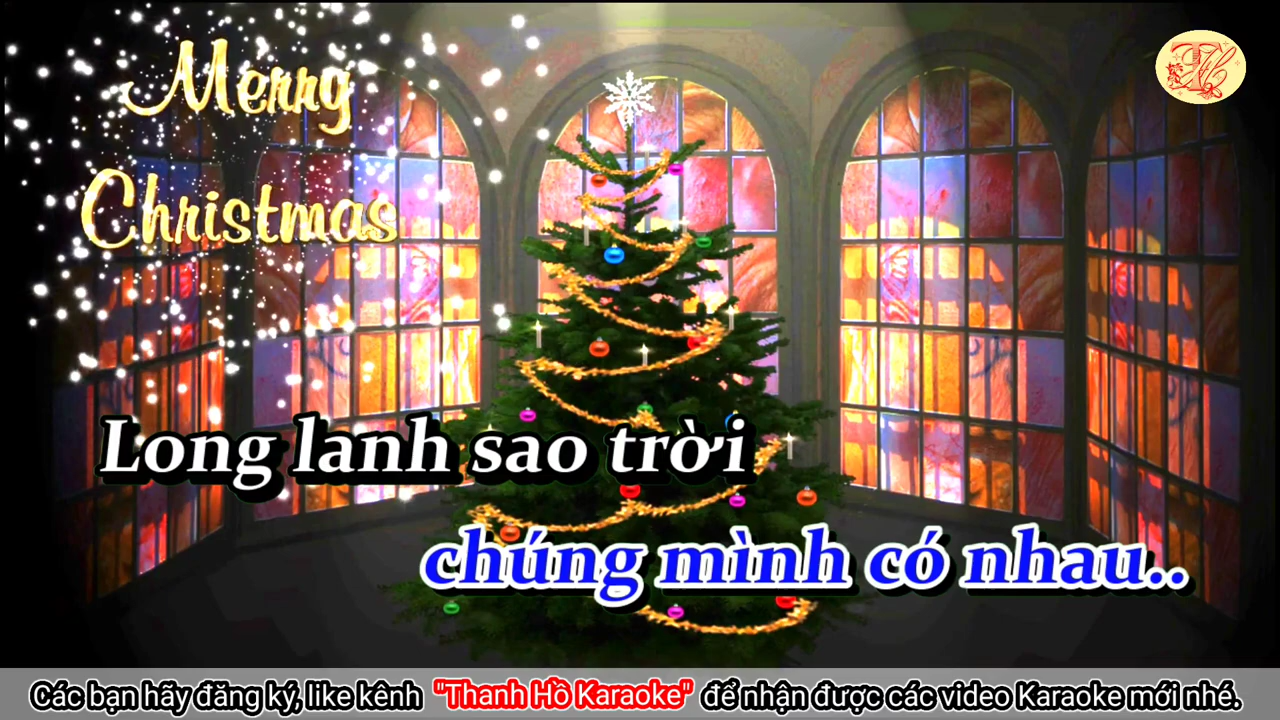 Merry
Christmas
Long lanh sao trời
chúng mình có nhau..
Các bạn hãy đăng ký, like kênh "Thanh Hồ Karaoke" để nhận được các video Karaoke mới nhé.